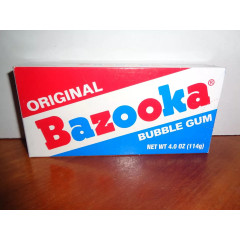 ORIGINAL
Bazooka®
BUBBLE GUM
NET WT 4.0 OZ (114g)